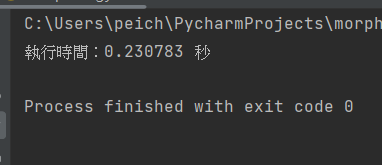 C:\Users\peich\PycharmProjects\morph
執行時間：0.230783 秒
Process finished with exit code 0